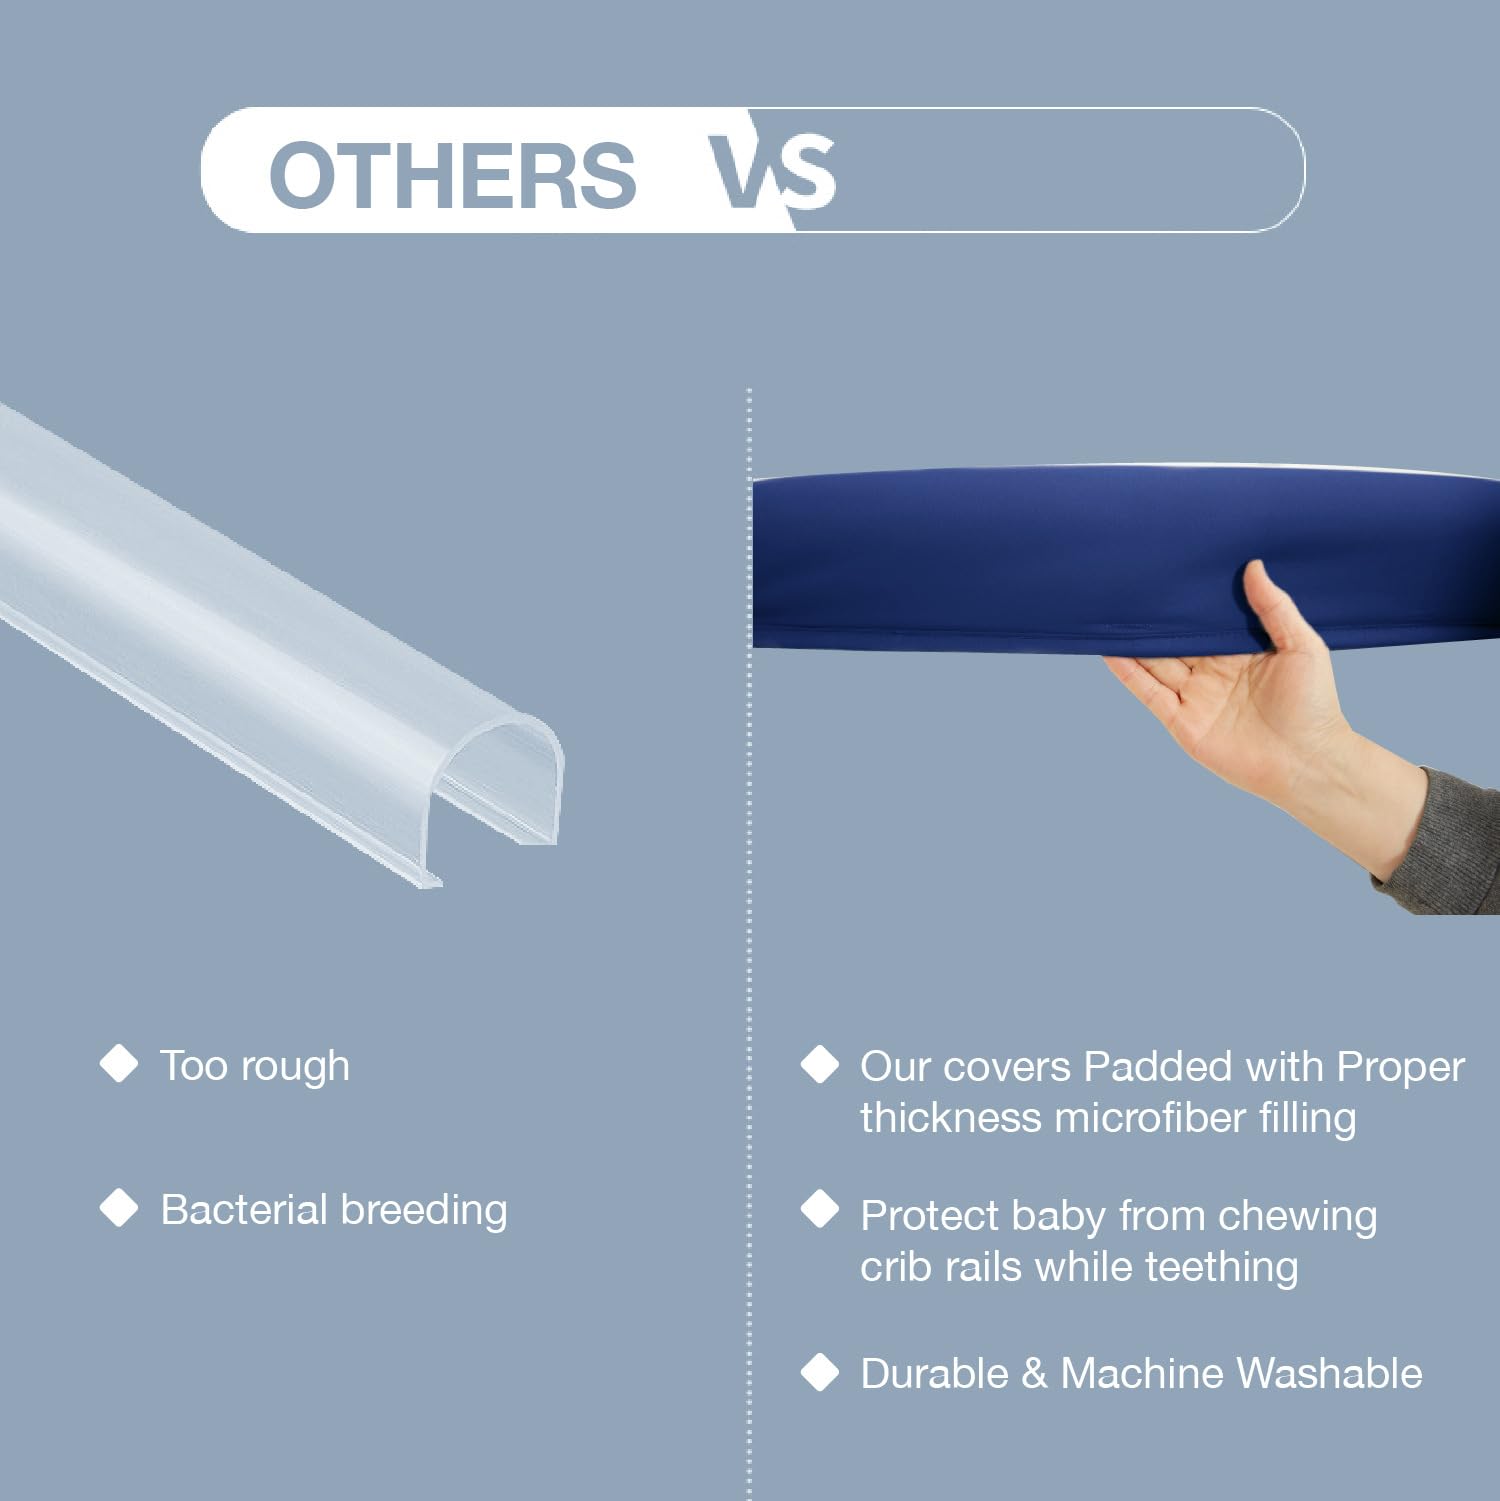 OTHERS VS
Too rough
Bacterial breeding
Our covers Padded with Proper
thickness microfiber filling
Protect baby from chewing
crib rails while teething
Durable & Machine Washable